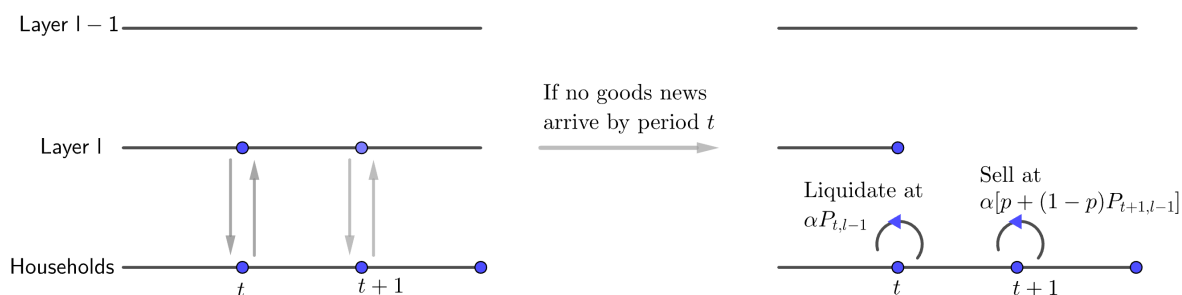 Layer l − 1
If no goods news
arrive by period t
Layer l
Liquidate at
αP_{t,l−1}
Sell at
α[p + (1 − p)P_{t+1,l−1}]
Households
t
t + 1
t
t + 1